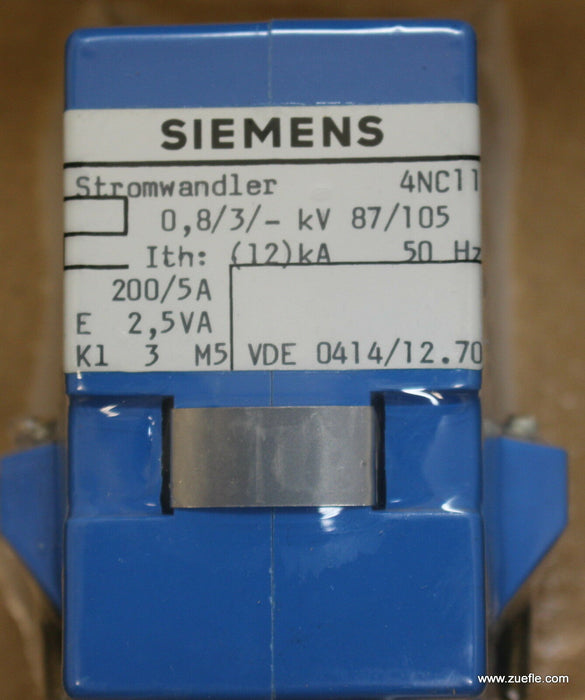 SIEMENS
Stromwandler 4NC11
0,8/3/- kV 87/105
Ith: (12)kA 50 Hz
200/5A
E 2,5VA
Kl 3 M5 VDE 0414/12.70
www.zuefle.com